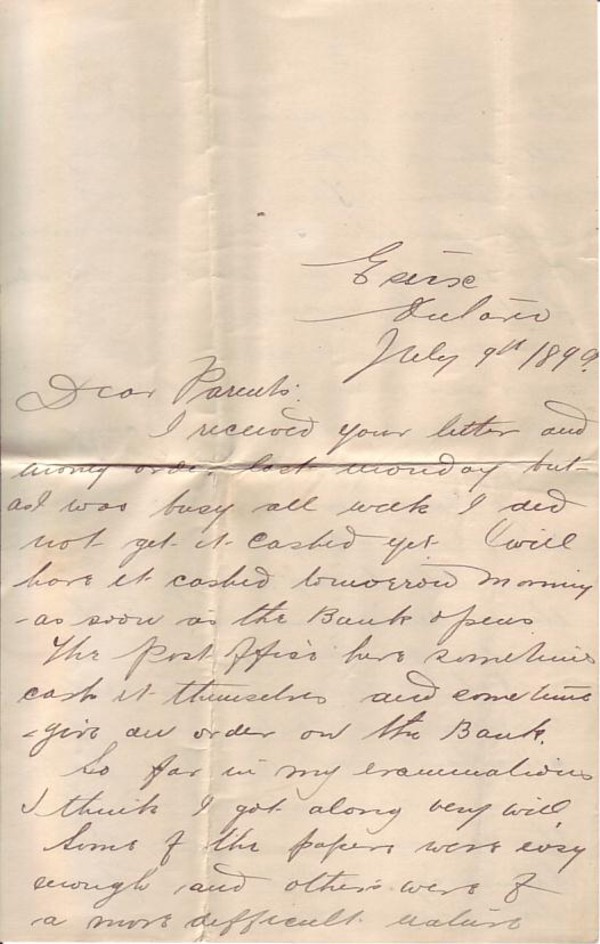 Essex
Ontario
July 9th 1899
Dear Parents:
I received your letter and
money order last monday but
as I was busy all week I did
not get it cashed yet. will
have it cashed tomorrow morning
as soon as the Bank opens
The Post Office here sometimes
cash it themselves and sometime
give an order on the Bank.
So far in my examinations
I think I got along very well.
Some of the papers were easy
enough and others were of
a more difficult nature